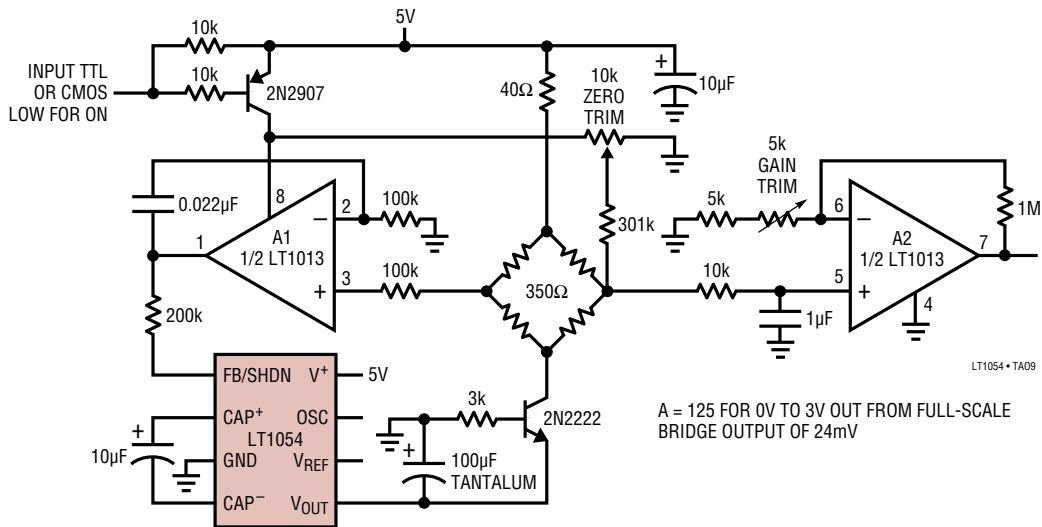 5V
10k
10k
INPUT TTL
OR CMOS
LOW FOR ON
2N2907
40Ω
10k
ZERO
TRIM
+
10µF
5k
GAIN
TRIM
0.022µF
8
2
–
100k
301k
5k
6
–
1M
1
A1
1/2 LT1013
A2
1/2 LT1013
7
3
+
100k
350Ω
10k
5
+
4
200k
1µF
LT1054 • TA09
FB/SHDN
V+
5V
CAP+
OSC
LT1054
GND
VREF
CAP–
VOUT
+
10µF
3k
2N2222
+
100µF
TANTALUM
A = 125 FOR 0V TO 3V OUT FROM FULL-SCALE
BRIDGE OUTPUT OF 24mV